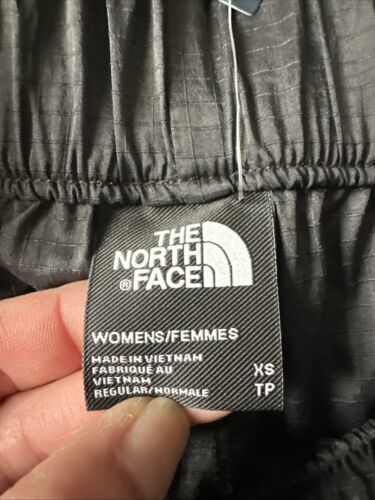 THE
NORTH
®FACE
WOMENS/FEMMES
MADE IN VIETNAM
FABRIQUÉ AU
VIETNAM
REGULAR/NORMALE
XS
TP